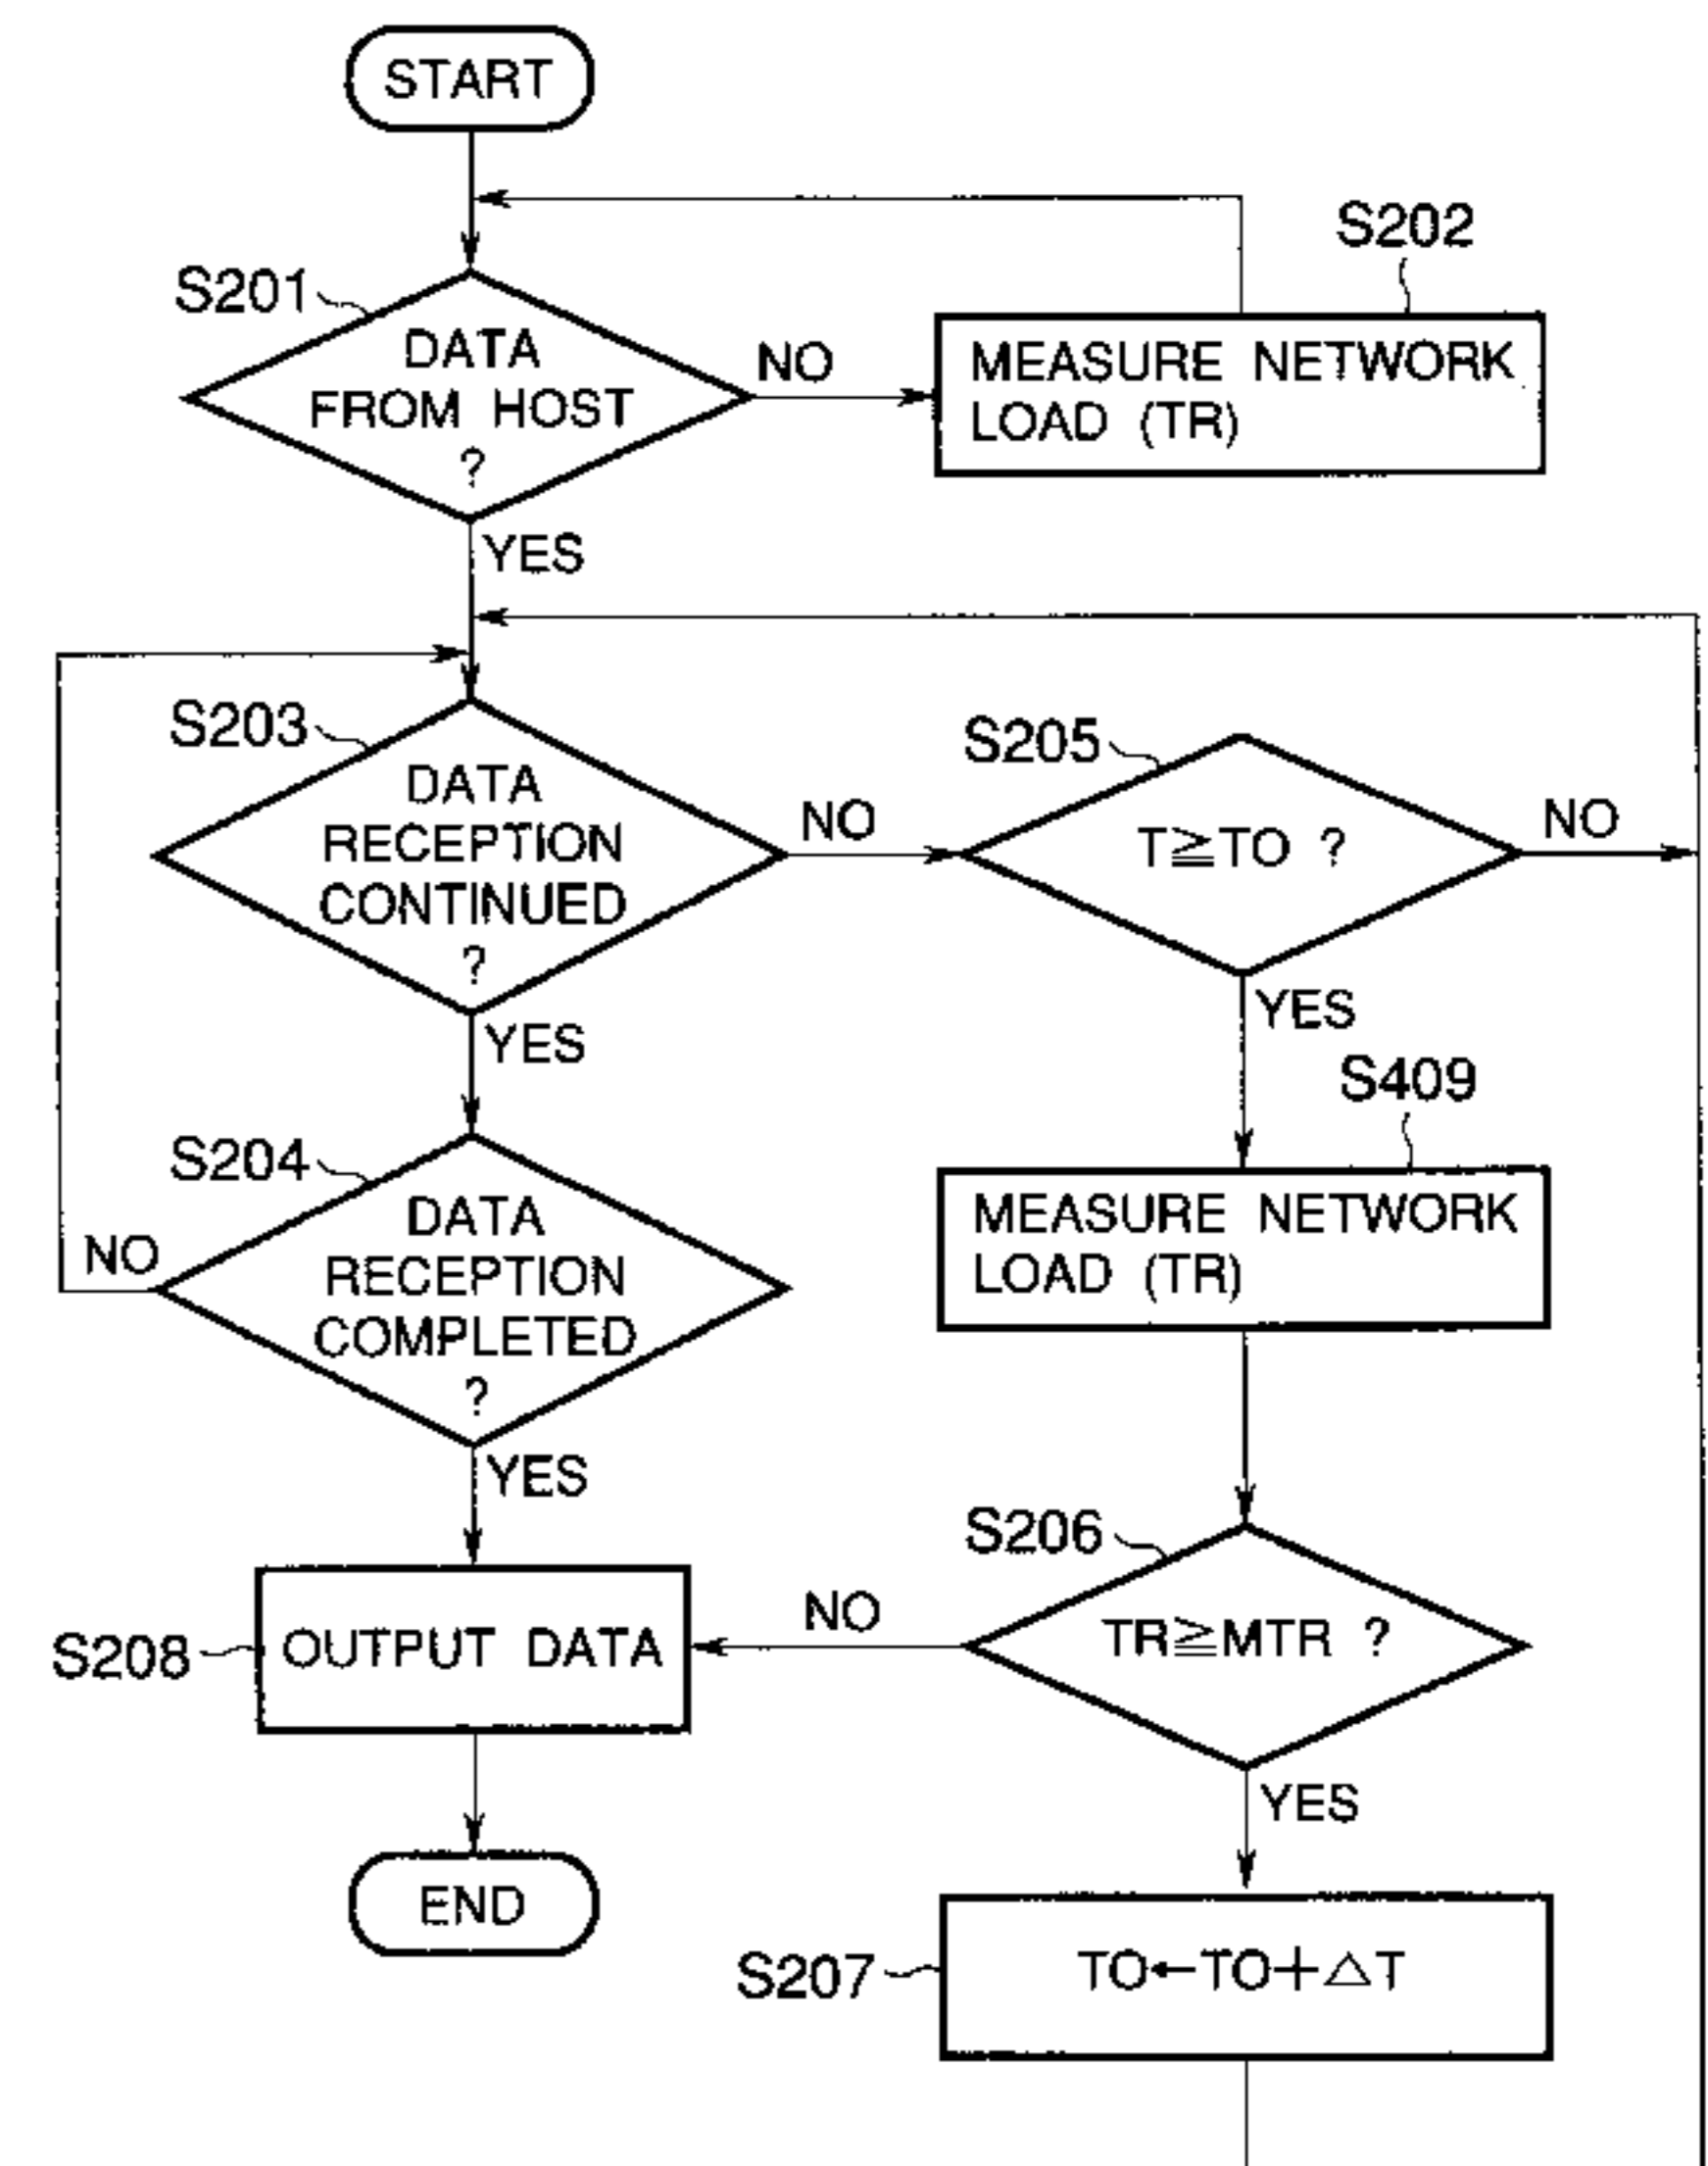 START
S202
S201
DATA
FROM HOST
?
NO
MEASURE NETWORK
LOAD (TR)
YES
S203
DATA
RECEPTION
CONTINUED
?
NO
S205
T≧TO ?
NO
YES
YES
S409
MEASURE NETWORK
LOAD (TR)
S204
DATA
RECEPTION
COMPLETED
?
NO
YES
S206
TR≧MTR ?
NO
S208
OUTPUT DATA
YES
END
S207
TO←TO+△T